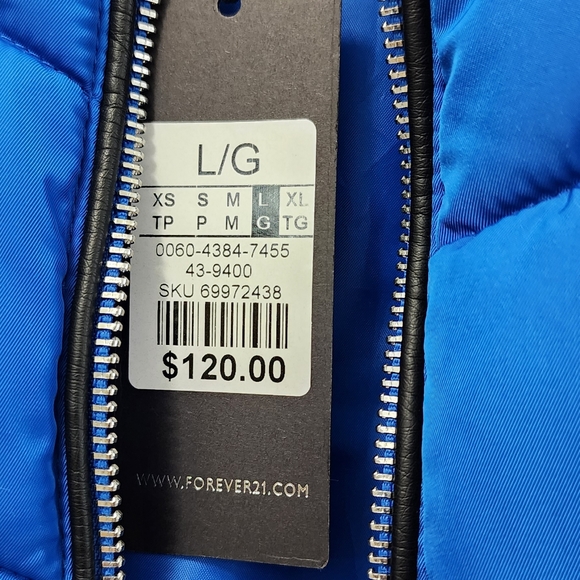 L/G
XS S M L XL
TP P M G TG
0060-4384-7455
43-9400
SKU 69972438
$120.00
WWW.FOREVER21.COM